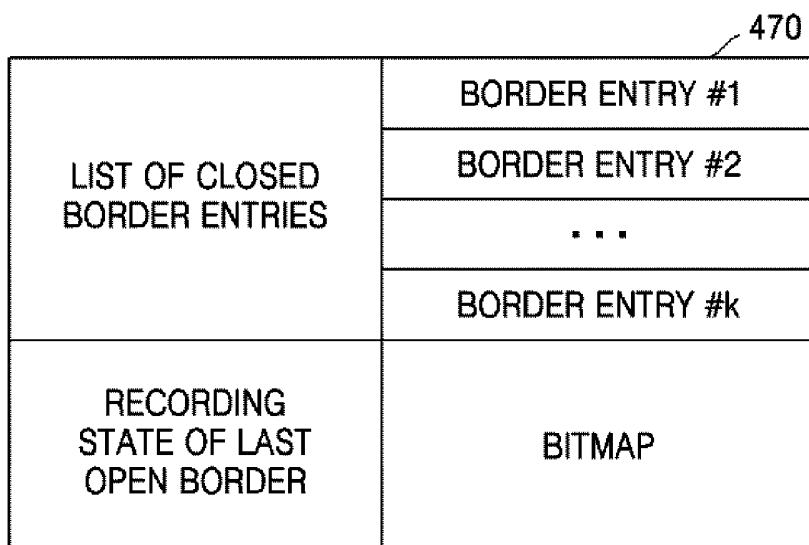 470
LIST OF CLOSED
BORDER ENTRIES
BORDER ENTRY #1
BORDER ENTRY #2
...
BORDER ENTRY #k
RECORDING
STATE OF LAST
OPEN BORDER
BITMAP